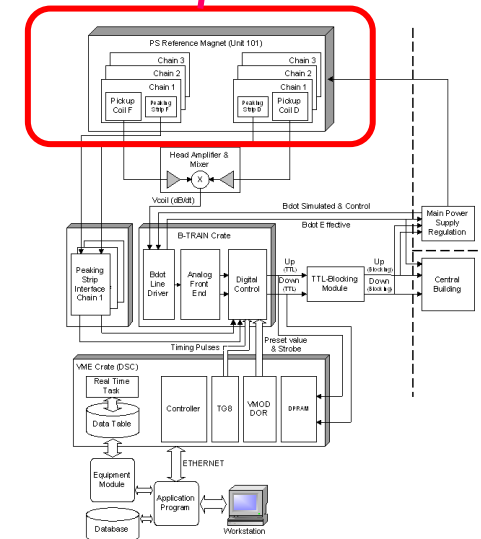 PS Reference Magnet (Unit 101)
Chain 3
Chain 2
Chain 1
Pickup
Coil F
Peaking
Strip F
Chain 3
Chain 2
Chain 1
Peaking
Strip D
Pickup
Coil D
Head Amplifier &
Mixer
X
Vcoil (dB/dt)
Bdot Simulated & Control
Bdot Effective
Main Power
Supply
Regulation
B-TRAIN Crate
Peaking
Strip
Interface
Chain 1
Bdot
Line
Driver
Analog
Front
End
Digital
Control
Up
(TTL)
Down
(TTL)
TTL-Blocking
Module
Up
(Blocking)
Down
(Blocking)
Central
Building
Timing Pulses
Preset value
& Strobe
VME Crate (DSC)
Real Time
Task
Data Table
Controller
TG8
VMOD
DOR
DPRAM
ETHERNET
Equipment
Module
Application
Program
Database
Workstation